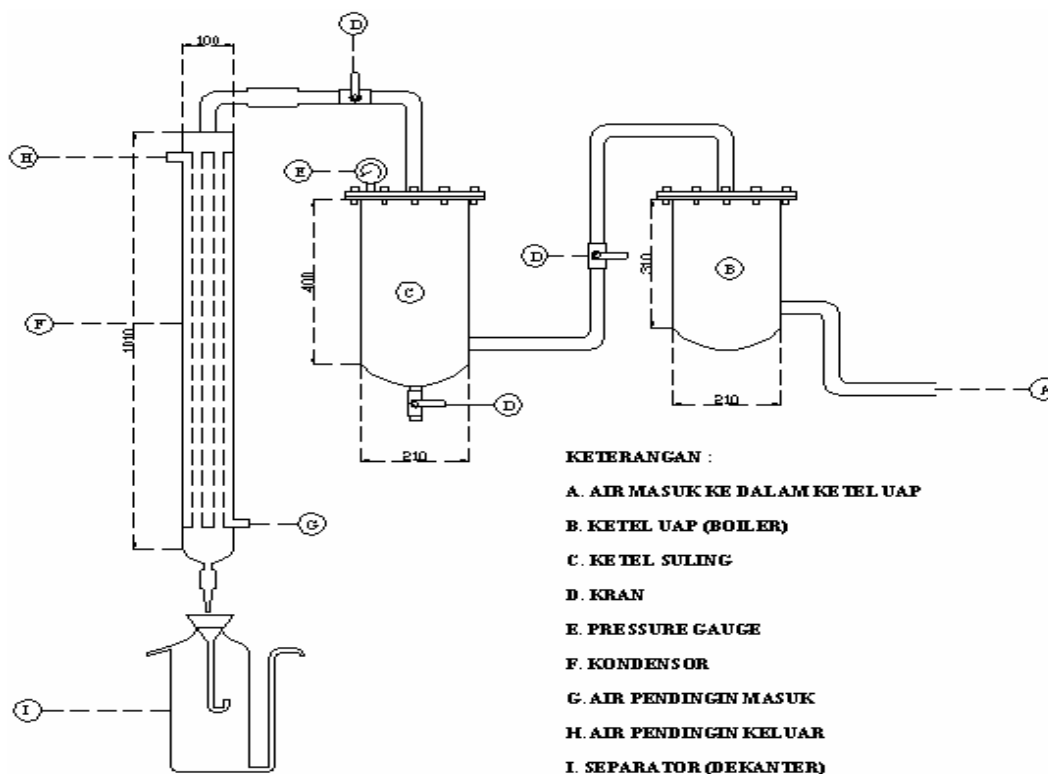 D
100
H
E
D
B
310
C
400
F
1010
D
A
210
210
G
I
KETERANGAN :
A. AIR MASUK KE DALAM KETEL UAP
B. KETEL UAP (BOILER)
C. KETEL SULING
D. KRAN
E. PRESSURE GAUGE
F. KONDENSOR
G. AIR PENDINGIN MASUK
H. AIR PENDINGIN KELUAR
I. SEPARATOR (DEKANTER)